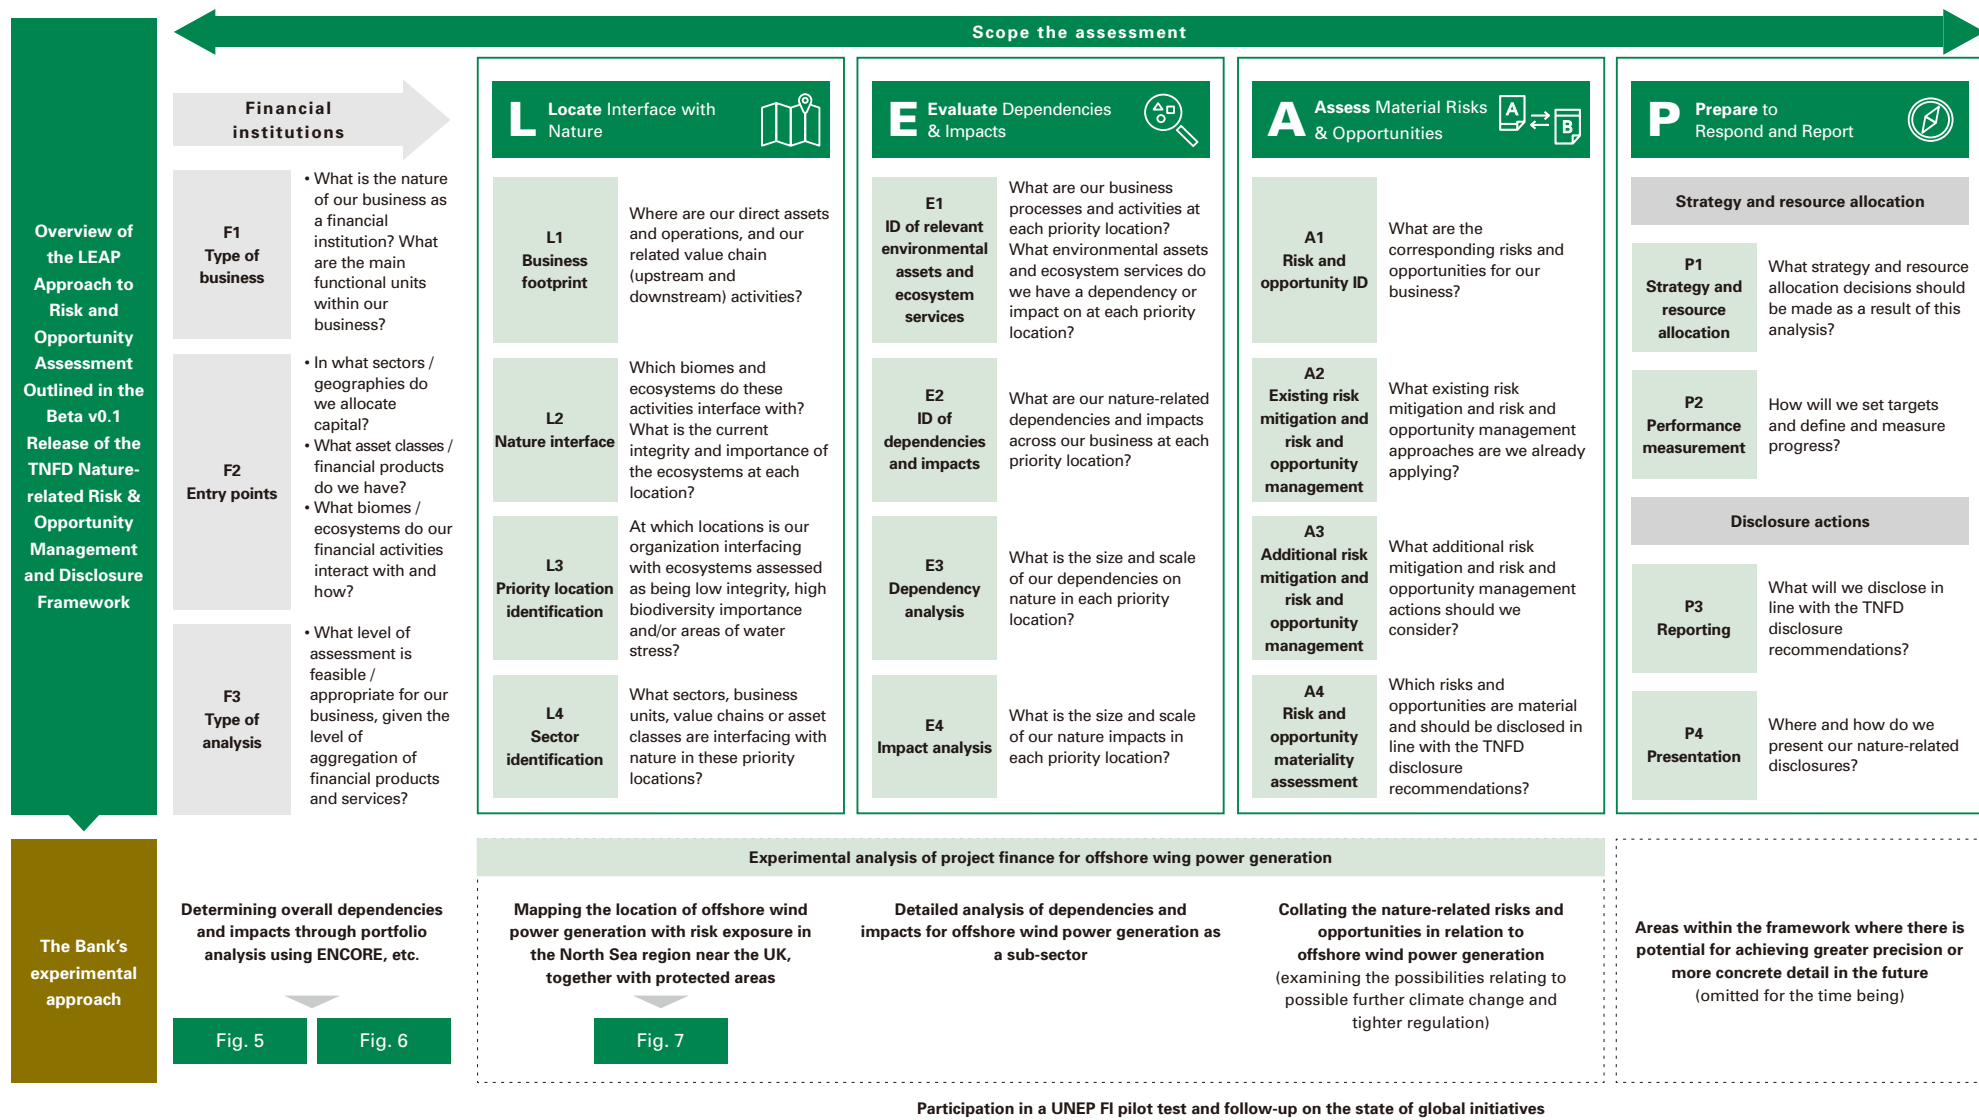 Scope the assessment
Overview of
the LEAP
Approach to
Risk and
Opportunity
Assessment
Outlined in the
Beta v0.1
Release of the
TNFD Nature-
related Risk &
Opportunity
Management
and Disclosure
Framework
Financial
institutions
F1
Type of
business
• What is the nature
of our business as
a financial
institution? What
are the main
functional units
within our
business?
F2
Entry points
• In what sectors /
geographies do
we allocate
capital?
• What asset classes /
financial products
do we have?
• What biomes /
ecosystems do our
financial activities
interact with and
how?
F3
Type of
analysis
• What level of
assessment is
feasible /
appropriate for our
business, given the
level of
aggregation of
financial products
and services?
L
Locate Interface with
Nature
L1
Business
footprint
Where are our direct assets
and operations, and our
related value chain
(upstream and
downstream) activities?
L2
Nature interface
Which biomes and
ecosystems do these
activities interface with?
What is the current
integrity and importance of
the ecosystems at each
location?
L3
Priority location
identification
At which locations is our
organization interfacing
with ecosystems assessed
as being low integrity, high
biodiversity importance
and/or areas of water
stress?
L4
Sector
identification
What sectors, business
units, value chains or asset
classes are interfacing with
nature in these priority
locations?
E
Evaluate Dependencies
& Impacts
E1
ID of relevant
environmental
assets and
ecosystem
services
What are our business
processes and activities at
each priority location?
What environmental assets
and ecosystem services do
we have a dependency or
impact on at each priority
location?
E2
ID of
dependencies
and impacts
What are our nature-related
dependencies and impacts
across our business at each
priority location?
E3
Dependency
analysis
What is the size and scale
of our dependencies on
nature in each priority
location?
E4
Impact analysis
What is the size and scale
of our nature impacts in
each priority location?
A
Assess Material Risks
& Opportunities
A
B
A1
Risk and
opportunity ID
What are the
corresponding risks and
opportunities for our
business?
A2
Existing risk
mitigation and
risk and
opportunity
management
What existing risk
mitigation and risk and
opportunity management
approaches are we already
applying?
A3
Additional risk
mitigation and
risk and
opportunity
management
What additional risk
mitigation and risk and
opportunity management
actions should we
consider?
A4
Risk and
opportunity
materiality
assessment
Which risks and
opportunities are material
and should be disclosed in
line with the TNFD
disclosure
recommendations?
P
Prepare to
Respond and Report
Strategy and resource allocation
P1
Strategy and
resource
allocation
What strategy and resource
allocation decisions should
be made as a result of this
analysis?
P2
Performance
measurement
How will we set targets
and define and measure
progress?
Disclosure actions
P3
Reporting
What will we disclose in
line with the TNFD
disclosure
recommendations?
P4
Presentation
Where and how do we
present our nature-related
disclosures?
The Bank's
experimental
approach
Determining overall dependencies
and impacts through portfolio
analysis using ENCORE, etc.
Fig. 5
Fig. 6
Experimental analysis of project finance for offshore wing power generation
Mapping the location of offshore wind
power generation with risk exposure in
the North Sea region near the UK,
together with protected areas
Fig. 7
Detailed analysis of dependencies and
impacts for offshore wind power generation as
a sub-sector
Collating the nature-related risks and
opportunities in relation to
offshore wind power generation
(examining the possibilities relating to
possible further climate change and
tighter regulation)
Areas within the framework where there is
potential for achieving greater precision or
more concrete detail in the future
(omitted for the time being)
Participation in a UNEP FI pilot test and follow-up on the state of global initiatives